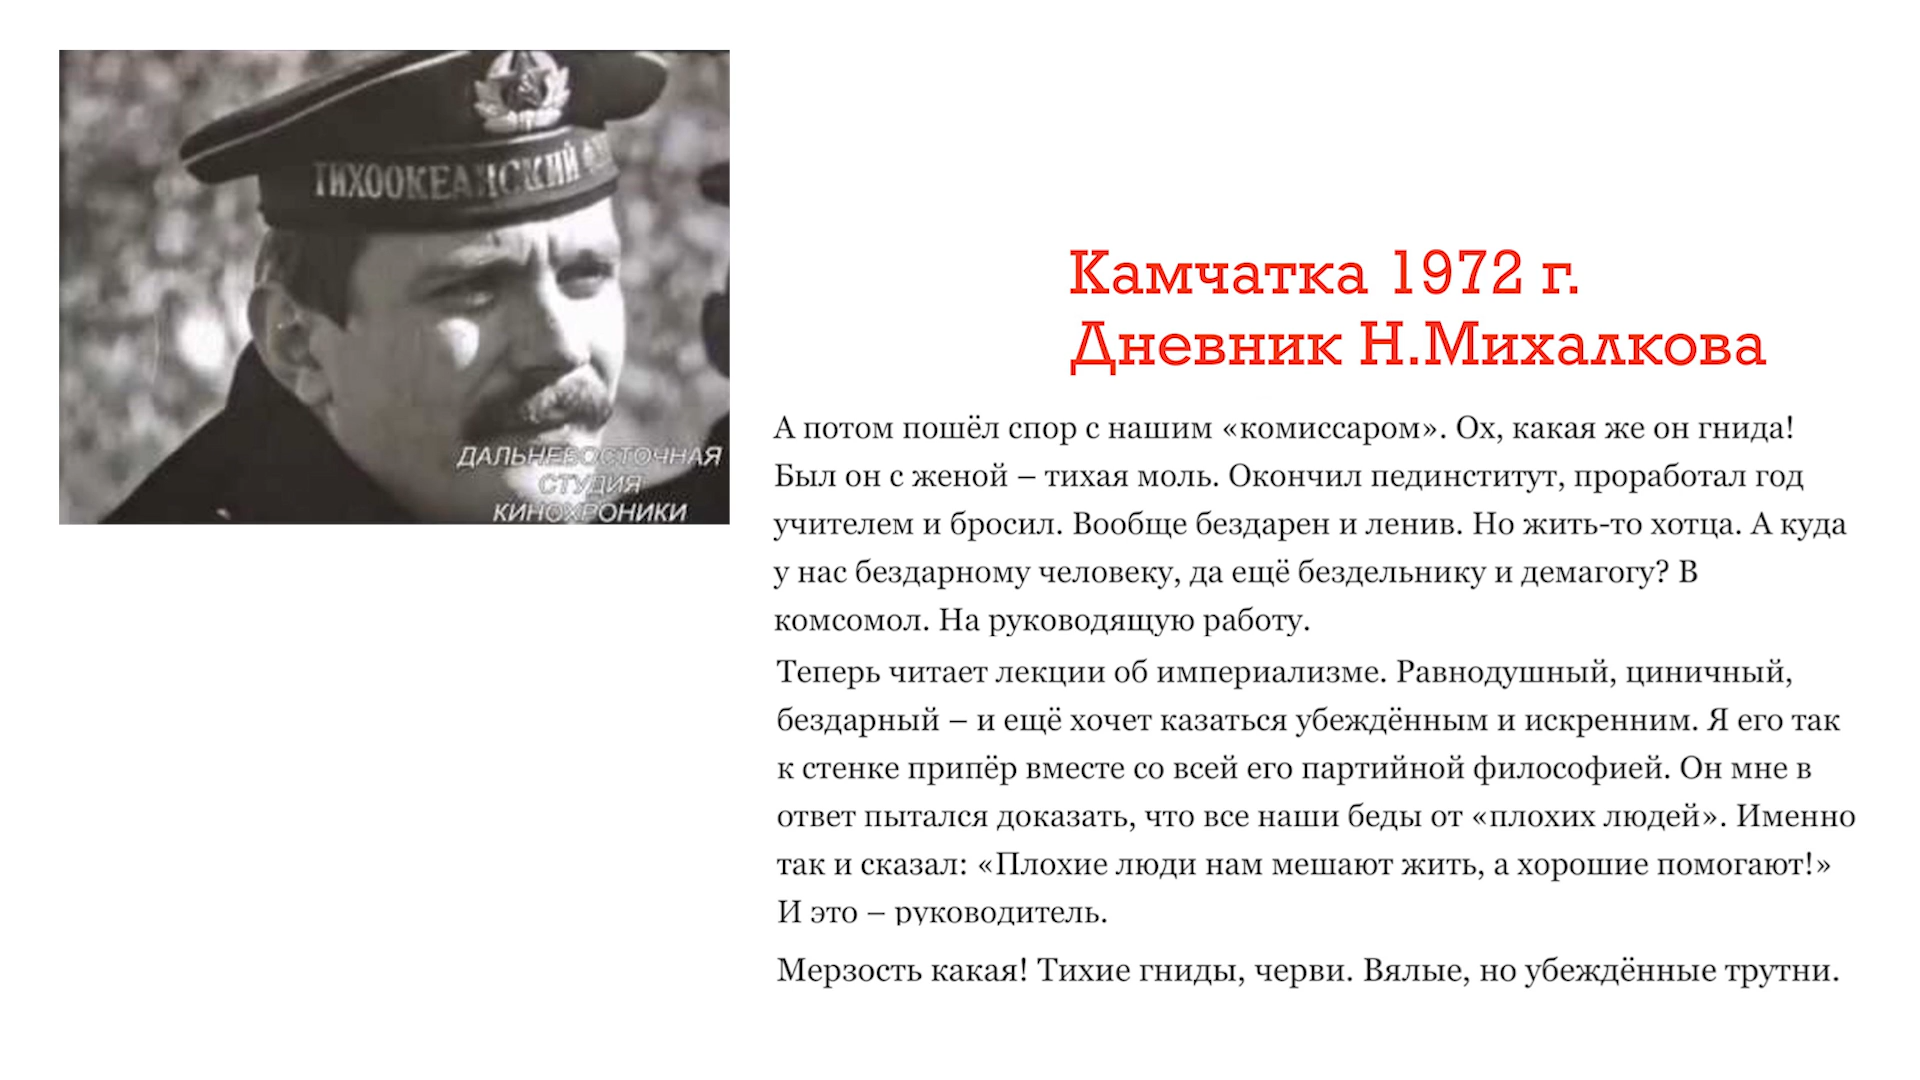 ТИХООКЕАНСКИЙ
ДАЛЬНЕВОСТОЧНАЯ
СТУДИЯ
КИНОХРОНИКИ
Камчатка 1972 г.
Дневник Н.Михалкова
А потом пошёл спор с нашим «комиссаром». Ох, какая же он гнида!
Был он с женой – тихая моль. Окончил пединститут, проработал год
учителем и бросил. Вообще бездарен и ленив. Но жить-то хотца. А куда
у нас бездарному человеку, да ещё бездельнику и демагогу? В
комсомол. На руководящую работу.
Теперь читает лекции об империализме. Равнодушный, циничный,
бездарный – и ещё хочет казаться убеждённым и искренним. Я его так
к стенке припёр вместе со всей его партийной философией. Он мне в
ответ пытался доказать, что все наши беды от «плохих людей». Именно
так и сказал: «Плохие люди нам мешают жить, а хорошие помогают!»
И это – руководитель.
Мерзость какая! Тихие гниды, черви. Вялые, но убеждённые трутни.